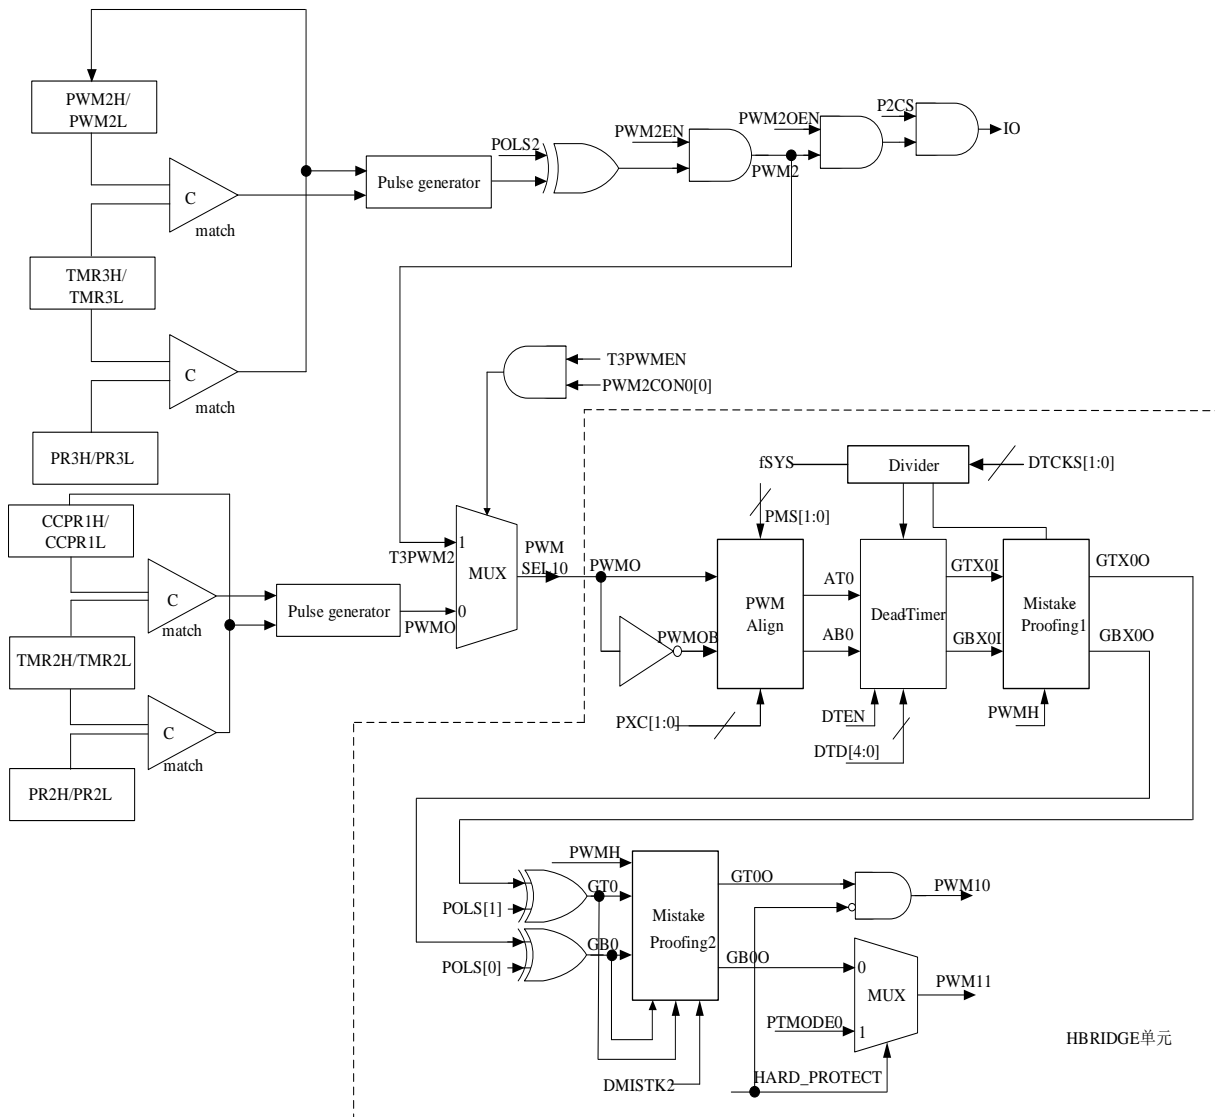 PWM2H/
PWM2L
C
match
TMR3H/
TMR3L
C
match
PR3H/PR3L
Pulse generator
POLS2
PWM2EN
PWM2
PWM2OEN
P2CS
IO
T3PWMEN
PWM2CON0[0]
CCPR1H/
CCPR1L
C
match
TMR2H/TMR2L
C
match
PR2H/PR2L
Pulse generator
PWMO
T3PWM2
1
MUX
0
PWM
SEL10
PWMO
PWMOB
fSYS
Divider
DTCKS[1:0]
PMS[1:0]
PWM
Align
PXC[1:0]
AT0
AB0
DeadTimer
DTEN
DTD[4:0]
GTX0I
GBX0I
Mistake
Proofing1
PWMH
GTX0O
GBX0O
PWMH
GT0
POLS[1]
GB0
POLS[0]
Mistake
Proofing2
DMISTK2
GT0O
GB0O
PWM10
0
MUX
1
PTMODE0
PWM11
HARD_PROTECT
HBRIDGE单元